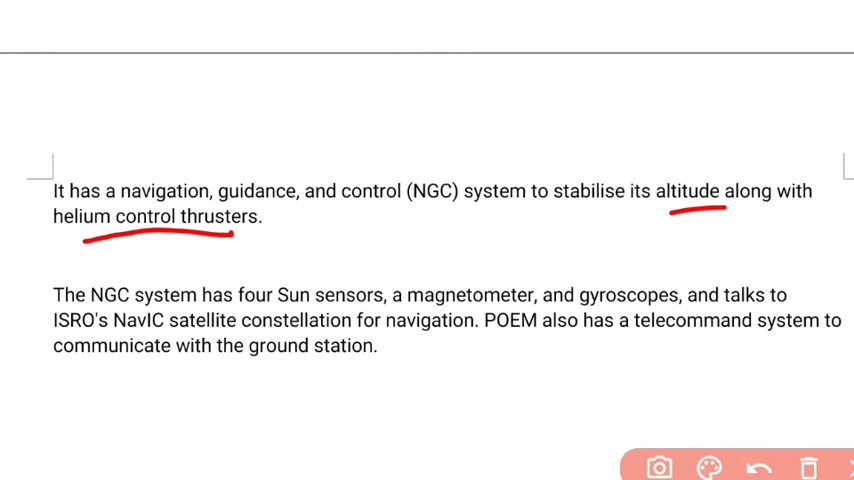 It has a navigation, guidance, and control (NGC) system to stabilise its altitude along with
helium control thrusters.
The NGC system has four Sun sensors, a magnetometer, and gyroscopes, and talks to
ISRO's NavIC satellite constellation for navigation. POEM also has a telecommand system to
communicate with the ground station.